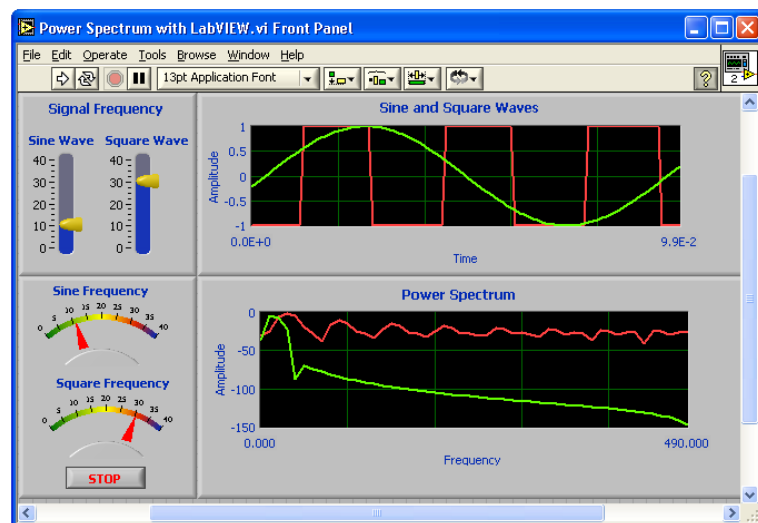 Power Spectrum with LabVIEW.vi Front Panel
File Edit Operate Tools Browse Window Help
13pt Application Font
?
2
Signal Frequency
Sine Wave Square Wave
40 40
30 30
20 20
10 10
0 0
Sine and Square Waves
Amplitude
1
0.5
0
-0.5
-1
0.0E+0 9.9E-2
Time
Sine Frequency
0 5 10 15 20 25 30 35 40
Square Frequency
0 5 10 15 20 25 30 35 40
STOP
Power Spectrum
Amplitude
0
-50
-100
-150
0.000 490.000
Frequency